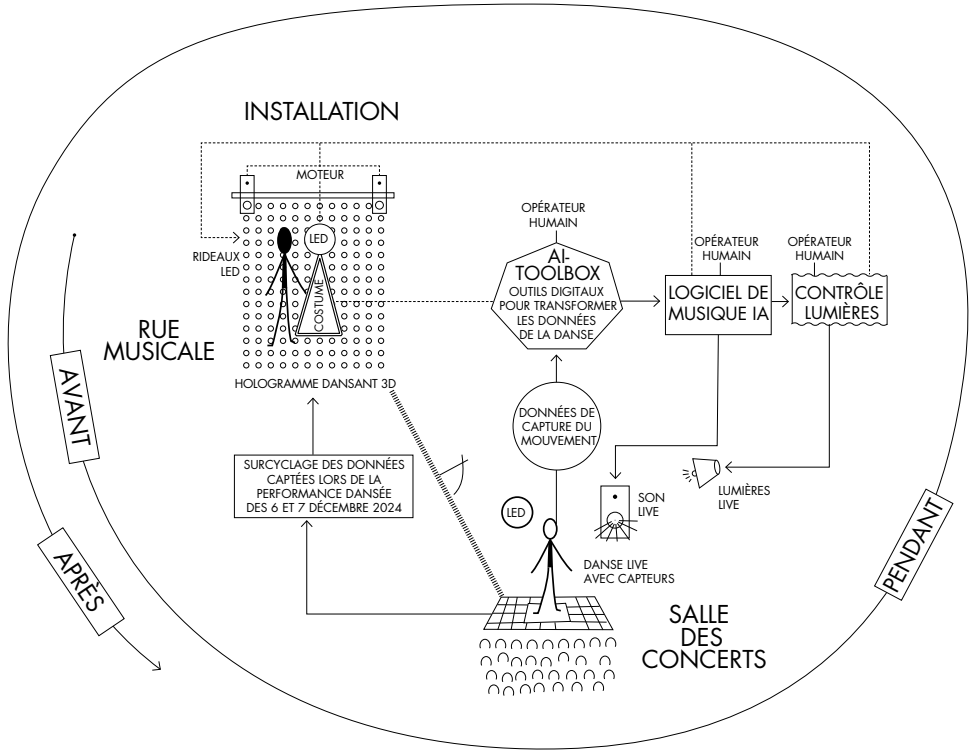 INSTALLATION
MOTEUR
LED
RIDEAUX
LED
COSTUME
HOLOGRAMME DANSANT 3D
RUE
MUSICALE
AVANT
APRÈS
SURCYCLAGE DES DONNÉES
CAPTÉES LORS DE LA
PERFORMANCE DANSÉE
DES 6 ET 7 DÉCEMBRE 2024
OPÉRATEUR
HUMAIN
AI-
TOOLBOX
OUTILS DIGITAUX
POUR TRANSFORMER
LES DONNÉES
DE LA DANSE
OPÉRATEUR
HUMAIN
LOGICIEL DE
MUSIQUE IA
OPÉRATEUR
HUMAIN
CONTRÔLE
LUMIÈRES
DONNÉES DE
CAPTURE DU
MOUVEMENT
LED
SON
LIVE
LUMIÈRES
LIVE
DANSE LIVE
AVEC CAPTEURS
SALLE
DES
CONCERTS
PENDANT